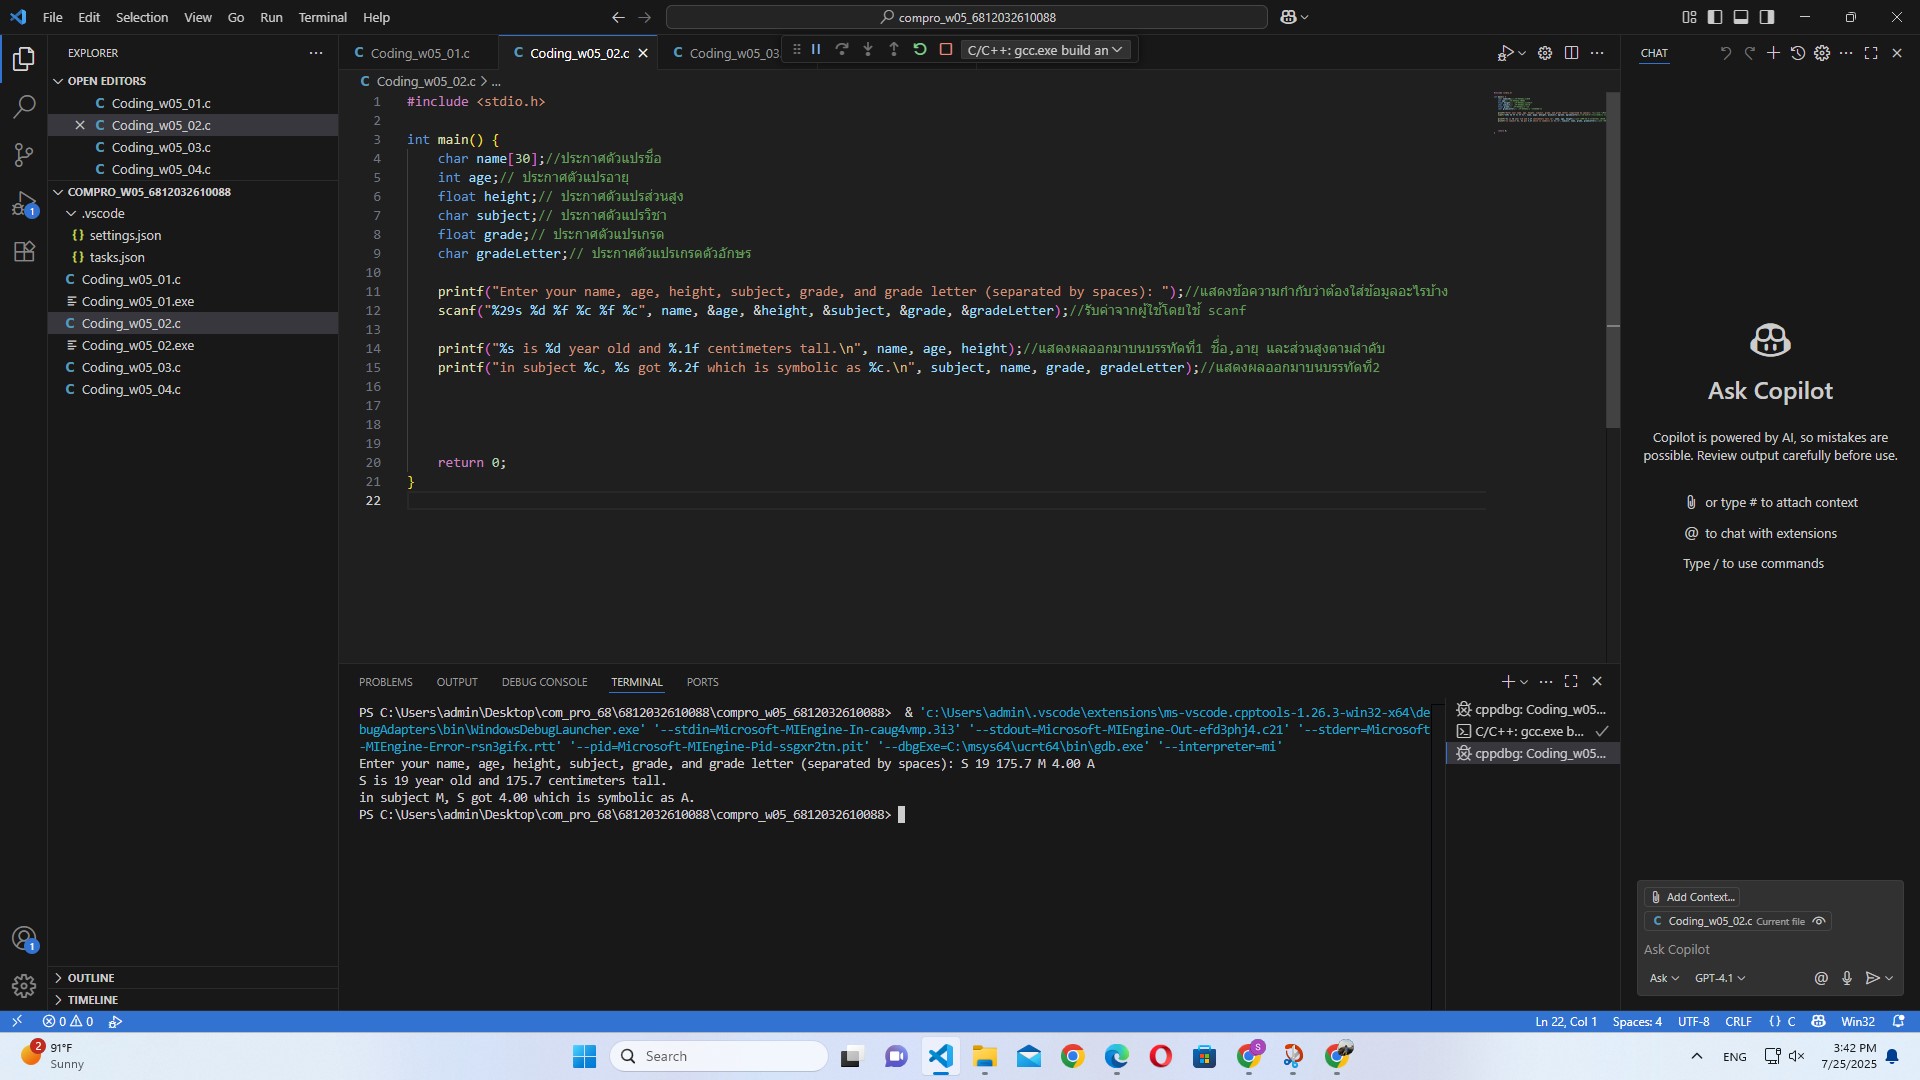 File Edit Selection View Go Run Terminal Help
compro_w05_6812032610088
EXPLORER
OPEN EDITORS
Coding_w05_01.c
Coding_w05_02.c
Coding_w05_03.c
Coding_w05_04.c
COMPRO_W05_6812032610088
.vscode
settings.json
tasks.json
Coding_w05_01.c
Coding_w05_01.exe
Coding_w05_02.c
Coding_w05_02.exe
Coding_w05_03.c
Coding_w05_04.c
OUTLINE
TIMELINE
Coding_w05_01.c Coding_w05_02.c Coding_w05_03. C/C++: gcc.exe build an
Coding_w05_02.c > ...
1 #include <stdio.h>
2
3 int main() {
4 char name[30];//ประกาศตัวแปรชื่อ
5 int age;// ประกาศตัวแปรอายุ
6 float height;// ประกาศตัวแปรส่วนสูง
7 char subject;// ประกาศตัวแปรวิชา
8 float grade;// ประกาศตัวแปรเกรด
9 char gradeLetter;// ประกาศตัวแปรเกรดตัวอักษร
10
11 printf("Enter your name, age, height, subject, grade, and grade letter (separated by spaces): ");//แสดงข้อความกำกับว่าต้องใส่ข้อมูลอะไรบ้าง
12 scanf("%29s %d %f %c %f %c", name, &age, &height, &subject, &grade, &gradeLetter);//รับค่าจากผู้ใช้โดยใช้ scanf
13
14 printf("%s is %d year old and %.1f centimeters tall.\n", name, age, height);//แสดงผลออกมาบนบรรทัดที่1 ชื่อ,อายุ และส่วนสูงตามลำดับ
15 printf("in subject %c, %s got %.2f which is symbolic as %c.\n", subject, name, grade, gradeLetter);//แสดงผลออกมาบนบรรทัดที่2
16
17
18
19
20 return 0;
21 }
22
PROBLEMS OUTPUT DEBUG CONSOLE TERMINAL PORTS
PS C:\Users\admin\Desktop\com_pro_68\6812032610088\compro_w05_6812032610088> & 'c:\Users\admin\.vscode\extensions\ms-vscode.cpptools-1.26.3-win32-x64\de
bugAdapters\bin\WindowsDebugLauncher.exe' '--stdin=Microsoft-MIEngine-In-caug4vmp.3i3' '--stdout=Microsoft-MIEngine-Out-efd3phj4.c21' '--stderr=Microsoft
-MIEngine-Error-rsn3gifx.rtt' '--pid=Microsoft-MIEngine-Pid-ssgxr2tn.pit' '--dbgExe=C:\msys64\ucrt64\bin\gdb.exe' '--interpreter=mi'
Enter your name, age, height, subject, grade, and grade letter (separated by spaces): S 19 175.7 M 4.00 A
S is 19 year old and 175.7 centimeters tall.
in subject M, S got 4.00 which is symbolic as A.
PS C:\Users\admin\Desktop\com_pro_68\6812032610088\compro_w05_6812032610088>
cppdbg: Coding_w05...
C/C++: gcc.exe b...
cppdbg: Coding_w05...
CHAT
Ask Copilot
Copilot is powered by AI, so mistakes are
possible. Review output carefully before use.
or type # to attach context
@ to chat with extensions
Type / to use commands
Add Context...
Coding_w05_02.c Current file
Ask Copilot
Ask GPT-4.1
0 0
Ln 22, Col 1 Spaces: 4 UTF-8 CRLF {} C Win32
2 91°F
Sunny
Search
S
ENG
3:42 PM
7/25/2025